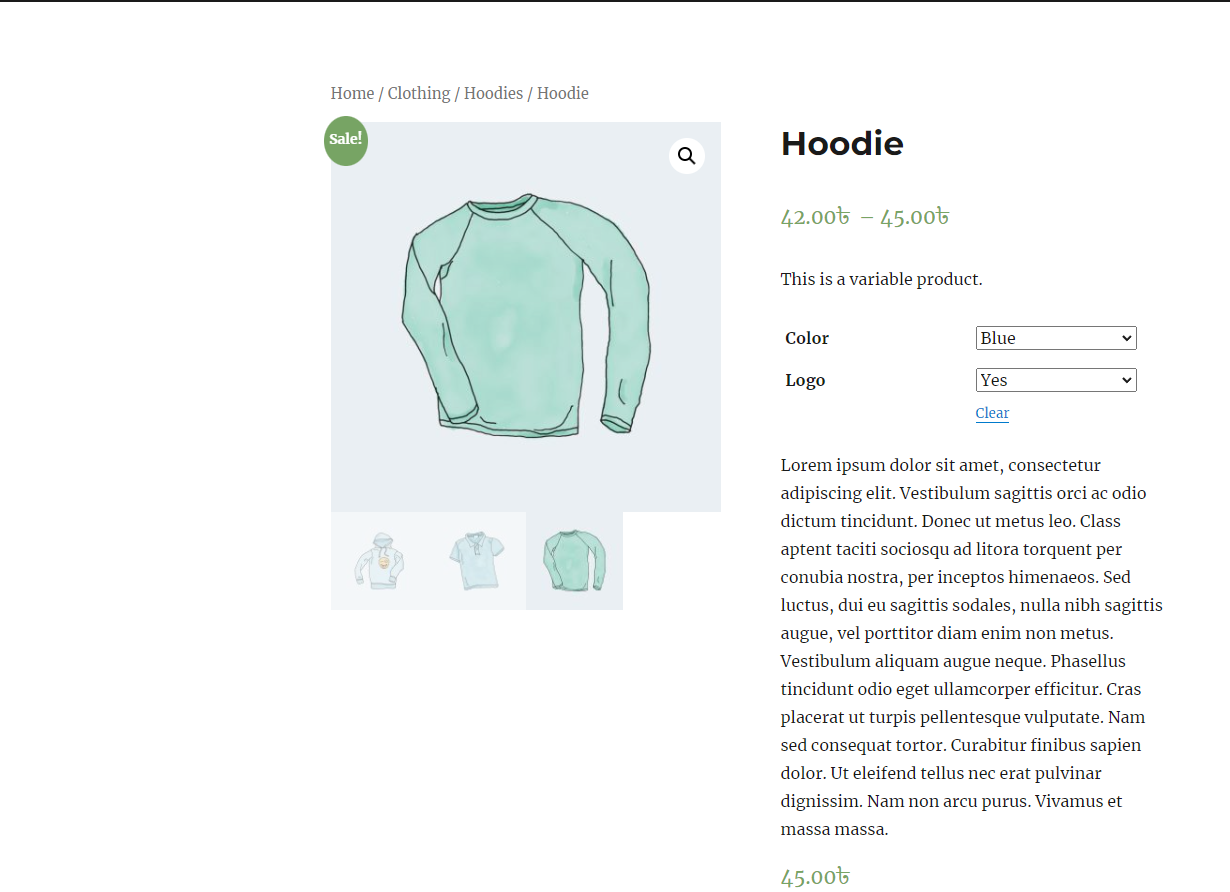 Home / Clothing / Hoodies / Hoodie
Sale!
Hoodie
42.00৳ – 45.00৳
This is a variable product.
Color
Blue
Logo
Yes
Clear
Lorem ipsum dolor sit amet, consectetur
adipiscing elit. Vestibulum sagittis orci ac odio
dictum tincidunt. Donec ut metus leo. Class
aptent taciti sociosqu ad litora torquent per
conubia nostra, per inceptos himenaeos. Sed
luctus, dui eu sagittis sodales, nulla nibh sagittis
augue, vel porttitor diam enim non metus.
Vestibulum aliquam augue neque. Phasellus
tincidunt odio eget ullamcorper efficitur. Cras
placerat ut turpis pellentesque vulputate. Nam
sed consequat tortor. Curabitur finibus sapien
dolor. Ut eleifend tellus nec erat pulvinar
dignissim. Nam non arcu purus. Vivamus et
massa massa.
45.00৳